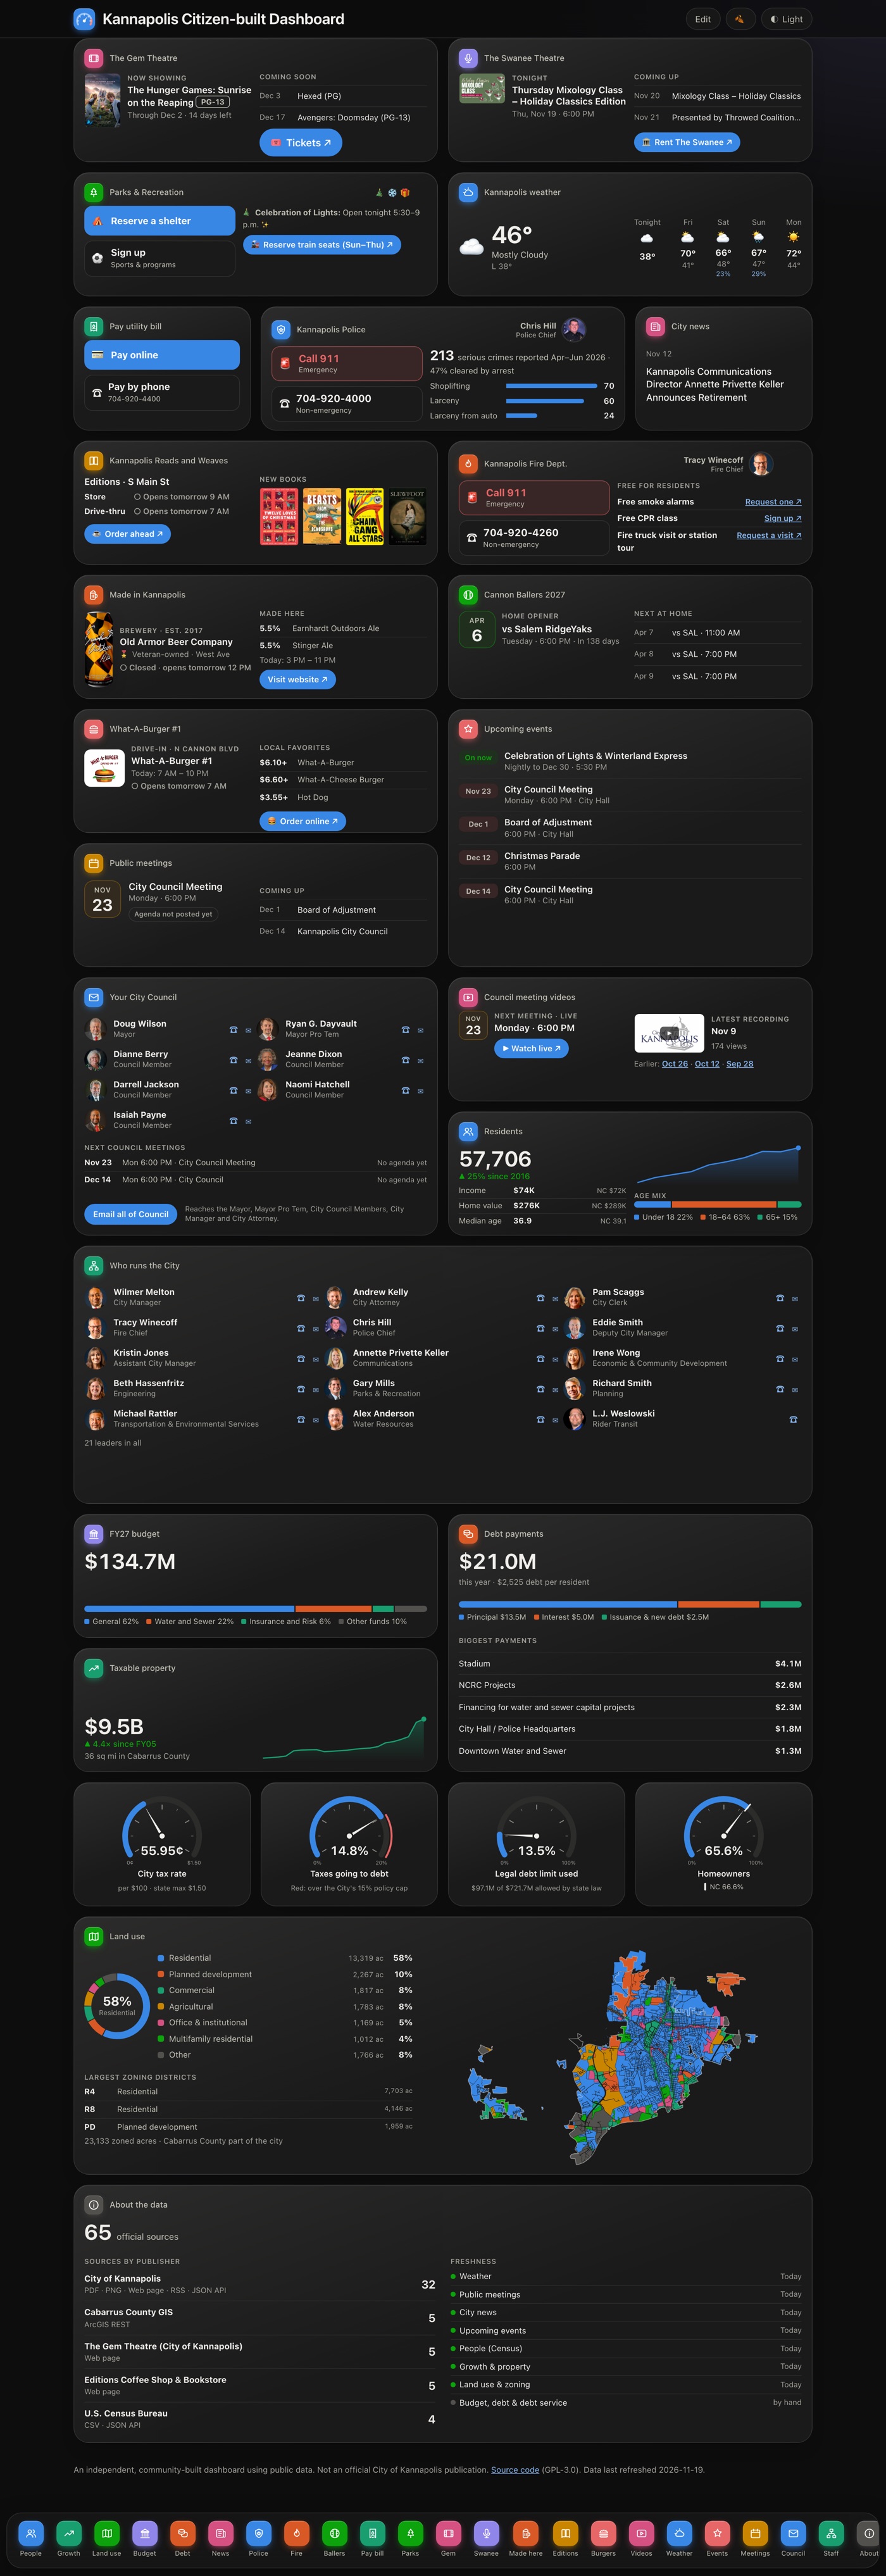 Kannapolis Citizen-built Dashboard
Edit
Light
The Gem Theatre
NOW SHOWING
The Hunger Games: Sunrise
on the Reaping PG-13
Through Dec 2 · 14 days left
COMING SOON
Dec 3 Hexed (PG)
Dec 17 Avengers: Doomsday (PG-13)
Tickets ↗
The Swanee Theatre
MIXOLOGY CLASS
TONIGHT
Thursday Mixology Class
– Holiday Classics Edition
Thu, Nov 19 · 6:00 PM
COMING UP
Nov 20 Mixology Class – Holiday Classics
Nov 21 Presented by Throwed Coalition...
Rent The Swanee ↗
Parks & Recreation
Reserve a shelter
Sign up
Sports & programs
Celebration of Lights: Open tonight 5:30–9
p.m.
Reserve train seats (Sun–Thu) ↗
Kannapolis weather
46°
Mostly Cloudy
L 38°
Tonight Fri Sat Sun Mon
38° 70° 66° 67° 72°
41° 48° 47° 44°
23% 29%
Pay utility bill
Pay online
Pay by phone
704-920-4400
Kannapolis Police
Chris Hill
Police Chief
Call 911
Emergency
704-920-4000
Non-emergency
213 serious crimes reported Apr–Jun 2026 ·
47% cleared by arrest
Shoplifting 70
Larceny 60
Larceny from auto 24
City news
Nov 12
Kannapolis Communications
Director Annette Privette Keller
Announces Retirement
Kannapolis Reads and Weaves
Editions · S Main St
Store Opens tomorrow 9 AM
Drive-thru Opens tomorrow 7 AM
Order ahead ↗
NEW BOOKS
TWELVE LOVES OF CHRISTMAS
BEASTS
CHAIN GANG ALL-STARS
SLEWFOOT
Kannapolis Fire Dept.
Tracy Winecoff
Fire Chief
Call 911
Emergency
704-920-4260
Non-emergency
FREE FOR RESIDENTS
Free smoke alarms Request one ↗
Free CPR class Sign up ↗
Fire truck visit or station Request a visit ↗
tour
Made in Kannapolis
BREWERY · EST. 2017
Old Armor Beer Company
Veteran-owned · West Ave
Closed · opens tomorrow 12 PM
MADE HERE
5.5% Earnhardt Outdoors Ale
5.5% Stinger Ale
Today: 3 PM – 11 PM
Visit website ↗
Cannon Ballers 2027
APR
6
HOME OPENER
vs Salem RidgeYaks
Tuesday · 6:00 PM · In 138 days
NEXT AT HOME
Apr 7 vs SAL · 11:00 AM
Apr 8 vs SAL · 7:00 PM
Apr 9 vs SAL · 7:00 PM
What-A-Burger #1
WHAT-A-BURGER
DRIVE-IN · N CANNON BLVD
What-A-Burger #1
Today: 7 AM – 10 PM
Opens tomorrow 7 AM
LOCAL FAVORITES
$6.10+ What-A-Burger
$6.60+ What-A-Cheese Burger
$3.55+ Hot Dog
Order online ↗
Upcoming events
On now Celebration of Lights & Winterland Express
Nightly to Dec 30 · 5:30 PM
Nov 23 City Council Meeting
Monday · 6:00 PM · City Hall
Dec 1 Board of Adjustment
6:00 PM · City Hall
Dec 12 Christmas Parade
6:00 PM
Dec 14 City Council Meeting
6:00 PM · City Hall
Public meetings
NOV
23
City Council Meeting
Monday · 6:00 PM
Agenda not posted yet
COMING UP
Dec 1 Board of Adjustment
Dec 14 Kannapolis City Council
Your City Council
Doug Wilson
Mayor
Ryan G. Dayvault
Mayor Pro Tem
Dianne Berry
Council Member
Jeanne Dixon
Council Member
Darrell Jackson
Council Member
Naomi Hatchell
Council Member
Isaiah Payne
Council Member
NEXT COUNCIL MEETINGS
Nov 23 Mon 6:00 PM · City Council Meeting No agenda yet
Dec 14 Mon 6:00 PM · City Council No agenda yet
Email all of Council
Reaches the Mayor, Mayor Pro Tem, City Council Members, City
Manager and City Attorney.
Council meeting videos
NOV
23
NEXT MEETING · LIVE
Monday · 6:00 PM
Watch live ↗
KANNAPOLIS
LATEST RECORDING
Nov 9
174 views
Earlier: Oct 26 · Oct 12 · Sep 28
Residents
57,706
▲ 25% since 2016
Income $74K NC $72K
Home value $276K NC $289K
Median age 36.9 NC 39.1
AGE MIX
Under 18 22% 18–64 63% 65+ 15%
Who runs the City
Wilmer Melton
City Manager
Andrew Kelly
City Attorney
Pam Scaggs
City Clerk
Tracy Winecoff
Fire Chief
Chris Hill
Police Chief
Eddie Smith
Deputy City Manager
Kristin Jones
Assistant City Manager
Annette Privette Keller
Communications
Irene Wong
Economic & Community Development
Beth Hassenfritz
Engineering
Gary Mills
Parks & Recreation
Richard Smith
Planning
Michael Rattler
Transportation & Environmental Services
Alex Anderson
Water Resources
L.J. Weslowski
Rider Transit
21 leaders in all
FY27 budget
$134.7M
General 62% Water and Sewer 22% Insurance and Risk 6% Other funds 10%
Debt payments
$21.0M
this year · $2,525 debt per resident
Principal $13.5M Interest $5.0M Issuance & new debt $2.5M
BIGGEST PAYMENTS
Stadium $4.1M
NCRC Projects $2.6M
Financing for water and sewer capital projects $2.3M
City Hall / Police Headquarters $1.8M
Downtown Water and Sewer $1.3M
Taxable property
$9.5B
▲ 4.4× since FY05
36 sq mi in Cabarrus County
55.95¢
0¢ $1.50
City tax rate
per $100 · state max $1.50
14.8%
0% 20%
Taxes going to debt
Red: over the City's 15% policy cap
13.5%
0% 100%
Legal debt limit used
$97.1M of $721.7M allowed by state law
65.6%
0% 100%
Homeowners
NC 66.6%
Land use
58%
Residential
Residential 13,319 ac 58%
Planned development 2,267 ac 10%
Commercial 1,817 ac 8%
Agricultural 1,783 ac 8%
Office & institutional 1,169 ac 5%
Multifamily residential 1,012 ac 4%
Other 1,766 ac 8%
LARGEST ZONING DISTRICTS
R4 Residential 7,703 ac
R8 Residential 4,146 ac
PD Planned development 1,959 ac
23,133 zoned acres · Cabarrus County part of the city
About the data
65 official sources
SOURCES BY PUBLISHER
City of Kannapolis 32
PDF · PNG · Web page · RSS · JSON API
Cabarrus County GIS 5
ArcGIS REST
The Gem Theatre (City of Kannapolis) 5
Web page
Editions Coffee Shop & Bookstore 5
Web page
U.S. Census Bureau 4
CSV · JSON API
FRESHNESS
Weather Today
Public meetings Today
City news Today
Upcoming events Today
People (Census) Today
Growth & property Today
Land use & zoning Today
Budget, debt & debt service by hand
An independent, community-built dashboard using public data. Not an official City of Kannapolis publication. Source code (GPL-3.0). Data last refreshed 2026-11-19.
People Growth Land use Budget Debt News Police Fire Ballers Pay bill Parks Gem Swanee Made here Editions Burgers Videos Weather Events Meetings Council Staff About